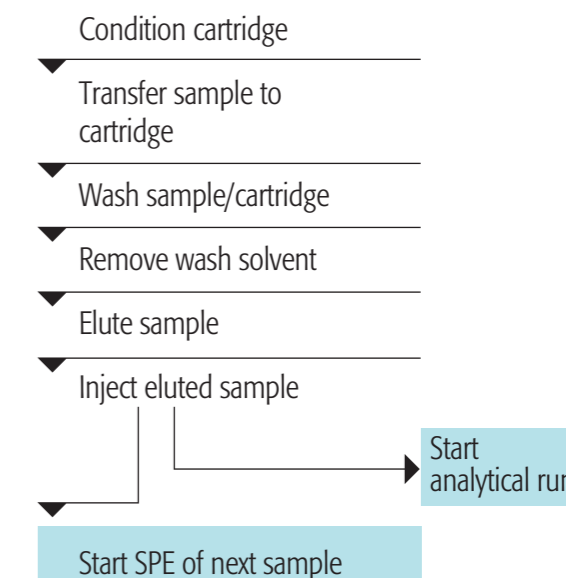 Condition cartridge
Transfer sample to
cartridge
Wash sample/cartridge
Remove wash solvent
Elute sample
Inject eluted sample
Start
analytical run
Start SPE of next sample